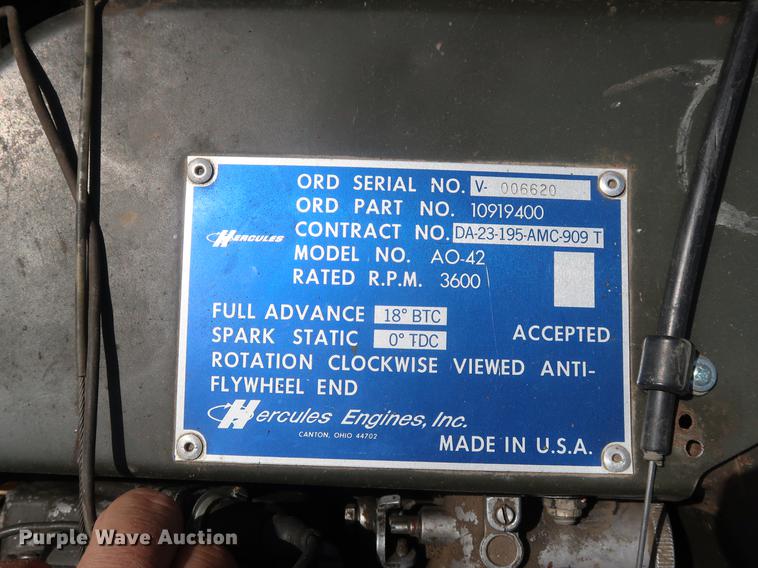 ORD SERIAL NO. V- 006620
ORD PART NO. 10919400
HERCULES CONTRACT NO. DA-23-195-AMC-909 T
MODEL NO. AO-42
RATED R.P.M. 3600
FULL ADVANCE 18° BTC
SPARK STATIC 0° TDC ACCEPTED
ROTATION CLOCKWISE VIEWED ANTI-
FLYWHEEL END
Hercules Engines, Inc.
CANTON, OHIO 44702
MADE IN U.S.A.
Purple Wave Auction